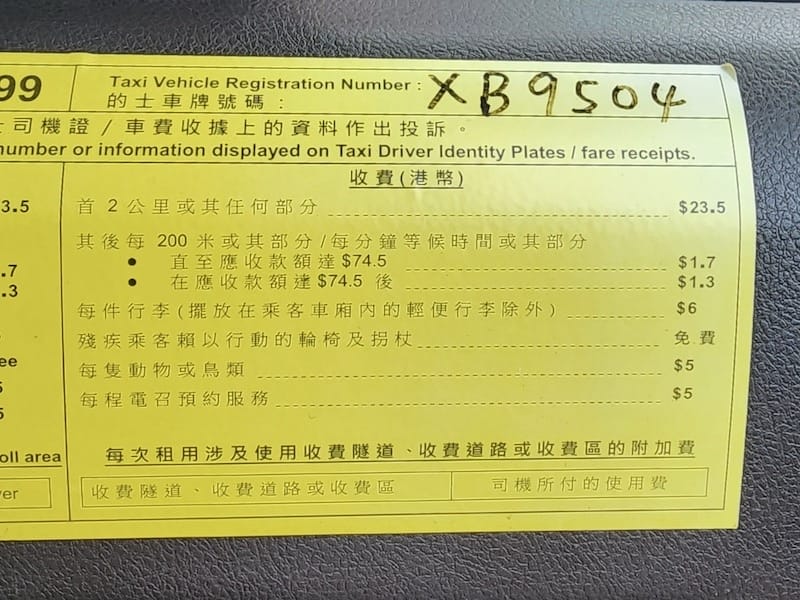 99
Taxi Vehicle Registration Number : XB9504
的士車牌號碼 :
司機證 / 車費收據上的資料作出投訴。
number or information displayed on Taxi Driver Identity Plates / fare receipts.
收費(港幣)
3.5
首 2 公里或其任何部分 $23.5
其後每 200 米或其部分/每分鐘等候時間或其部分
.7
• 直至應收款額達 $74.5 $1.7
.3
• 在應收款額達 $74.5 後 $1.3
每件行李(擺放在乘客車廂內的輕便行李除外) $6
殘疾乘客賴以行動的輪椅及拐杖 免費
ee
每隻動物或鳥類 $5
5
每程電召預約服務 $5
5
oll area
每次租用涉及使用收費隧道、收費道路或收費區的附加費
ver
收費隧道、收費道路或收費區
司機所付的使用費